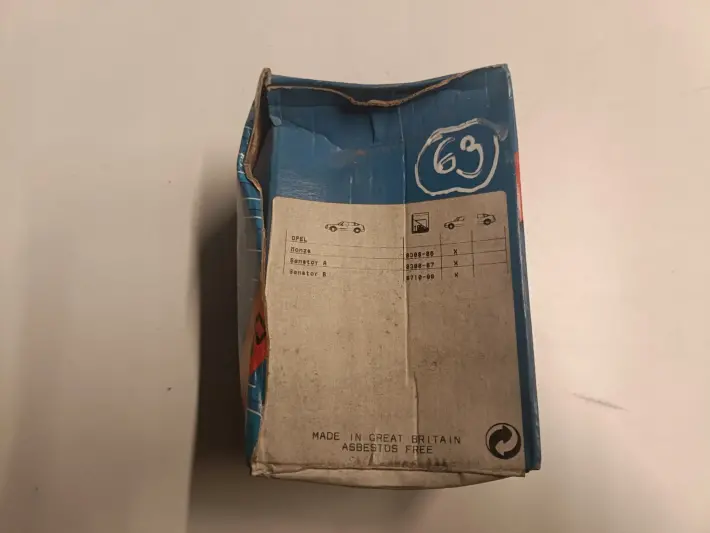 63
OPEL
Monza
Senator A
Senator B
MADE IN GREAT BRITAIN
ASBESTOS FREE